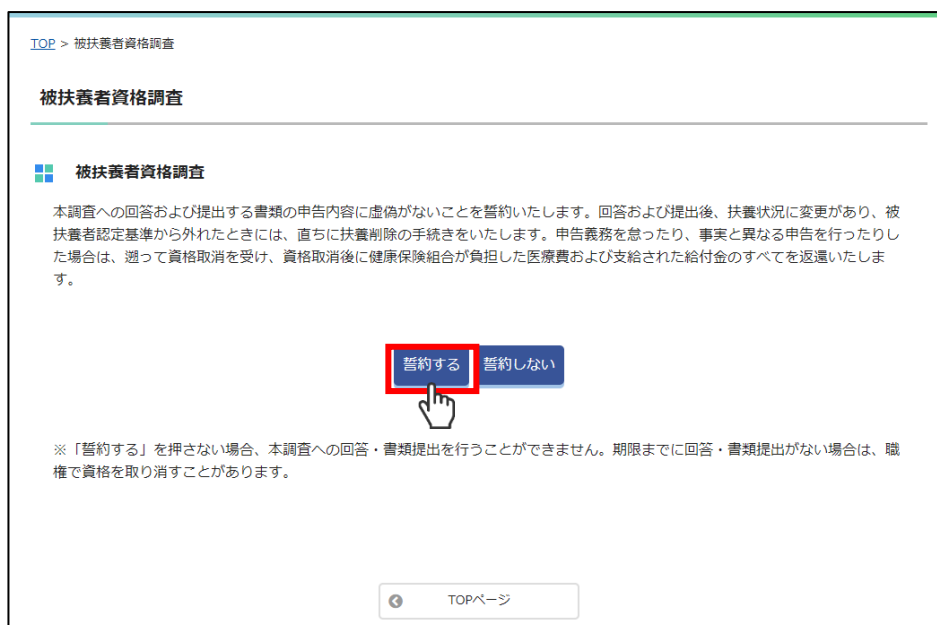 TOP > 被扶養者資格調査
被扶養者資格調査
被扶養者資格調査
本調査への回答および提出する書類の申告内容に虚偽がないことを誓約いたします。回答および提出後、扶養状況に変更があり、被
扶養者認定基準から外れたときには、直ちに扶養削除の手続きをいたします。申告義務を怠ったり、事実と異なる申告を行ったりし
た場合は、遡って資格取消を受け、資格取消後に健康保険組合が負担した医療費および支給された給付金のすべてを返還いたしま
す。
誓約する 誓約しない
※「誓約する」を押さない場合、本調査への回答・書類提出を行うことができません。期限までに回答・書類提出がない場合は、職
権で資格を取り消すことがあります。
TOPページ